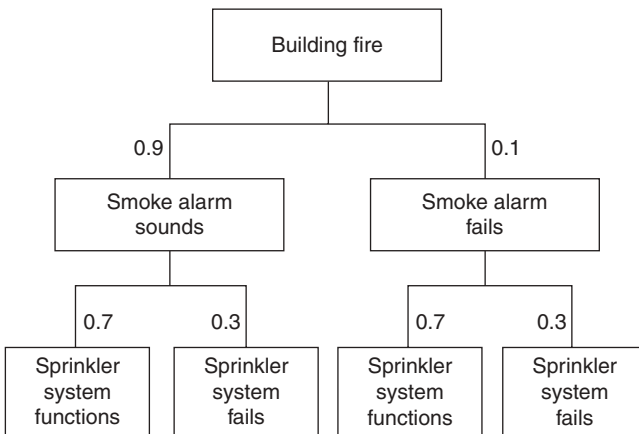 Building fire
0.9
0.1
Smoke alarm
sounds
Smoke alarm
fails
0.7
0.3
0.7
0.3
Sprinkler
system
functions
Sprinkler
system
fails
Sprinkler
system
functions
Sprinkler
system
fails